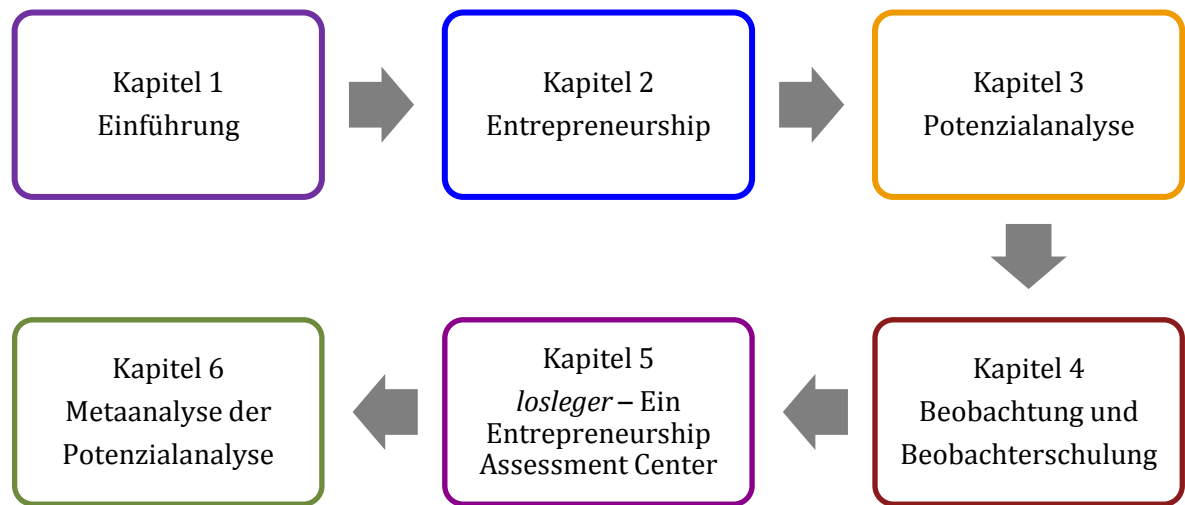 Kapitel 1
Einführung
Kapitel 2
Entrepreneurship
Kapitel 3
Potenzialanalyse
Kapitel 4
Beobachtung und
Beobachterschulung
Kapitel 5
losleger – Ein
Entrepreneurship
Assessment Center
Kapitel 6
Metaanalyse der
Potenzialanalyse